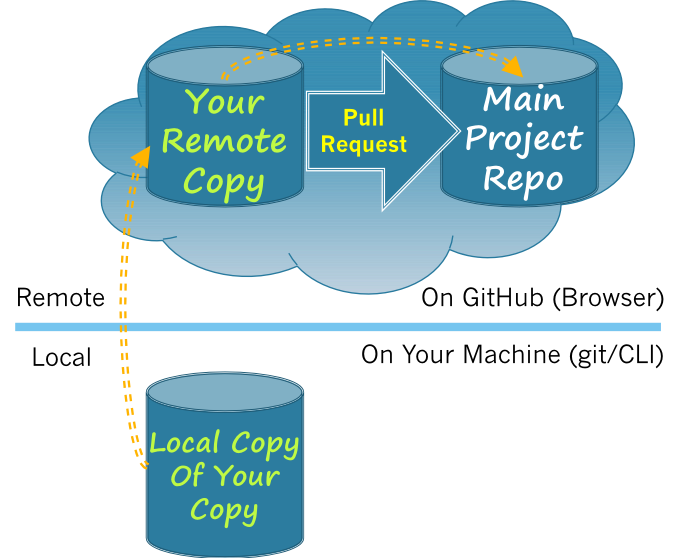 Your
Remote
Copy
Pull
Request
Main
Project
Repo
Remote
On GitHub (Browser)
Local
On Your Machine (git/CLI)
Local Copy
Of Your
Copy